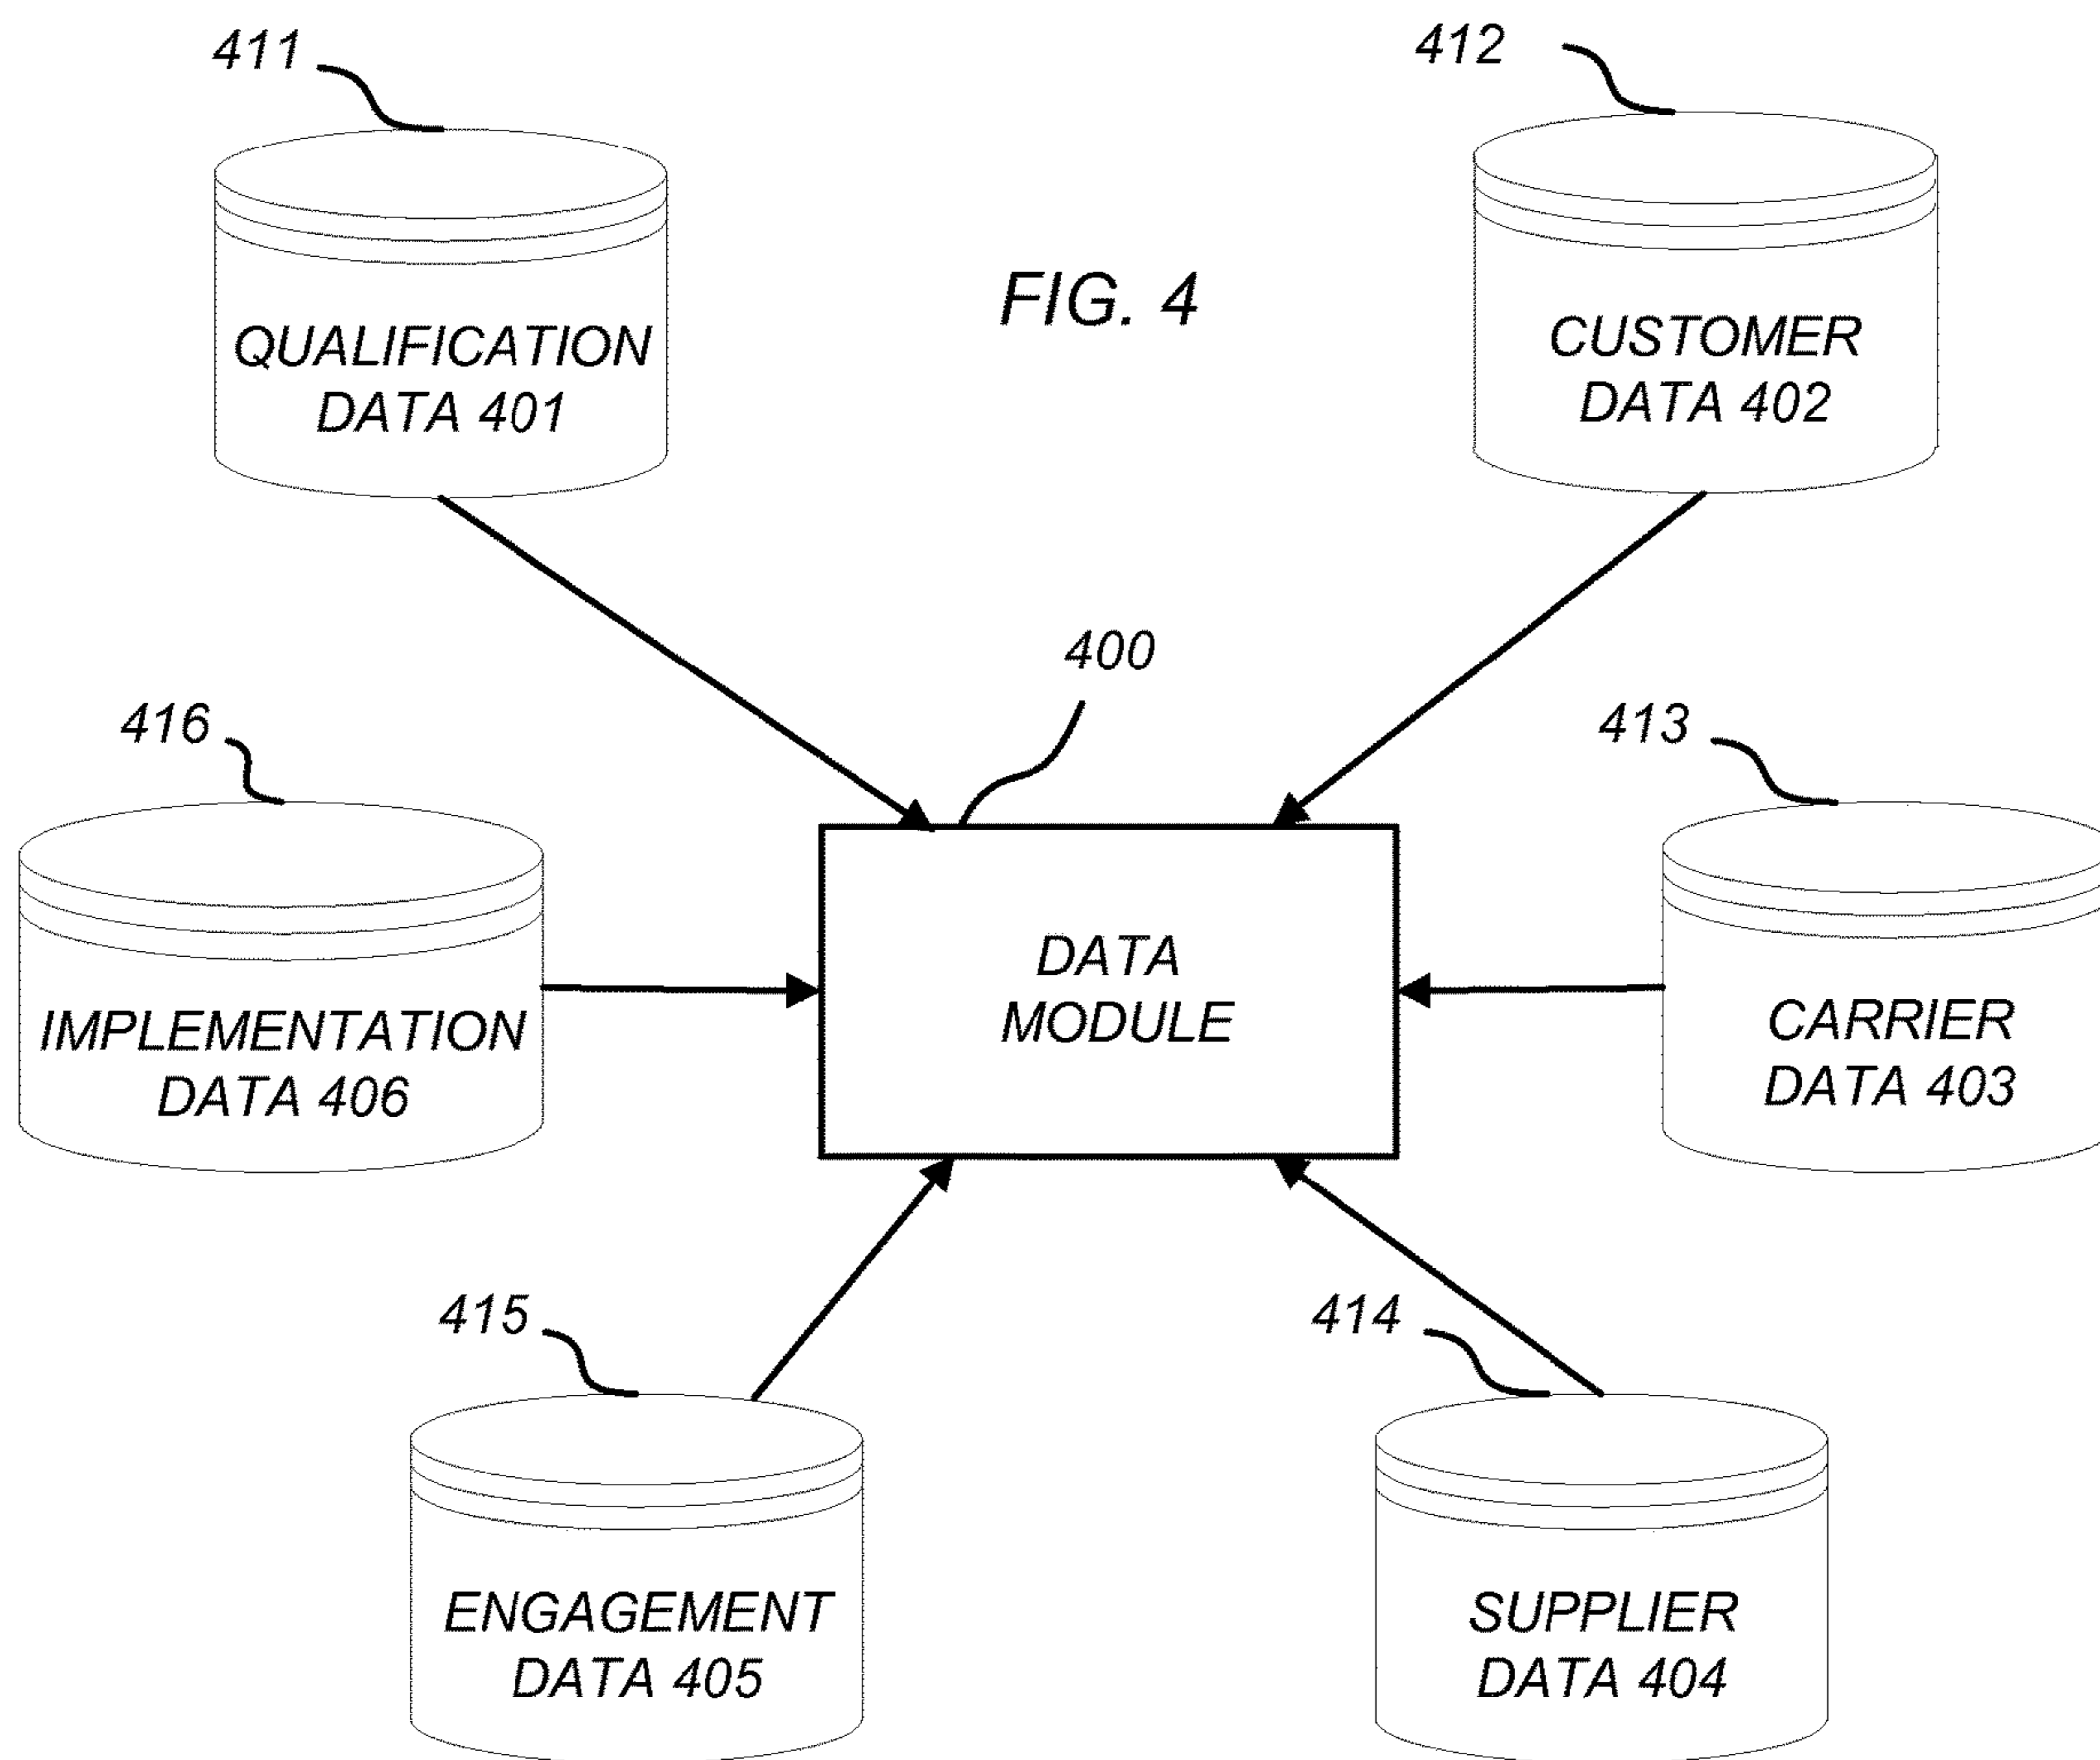 411
412
QUALIFICATION
DATA 401
FIG. 4
CUSTOMER
DATA 402
400
416
413
IMPLEMENTATION
DATA 406
DATA
MODULE
CARRIER
DATA 403
415
414
ENGAGEMENT
DATA 405
SUPPLIER
DATA 404